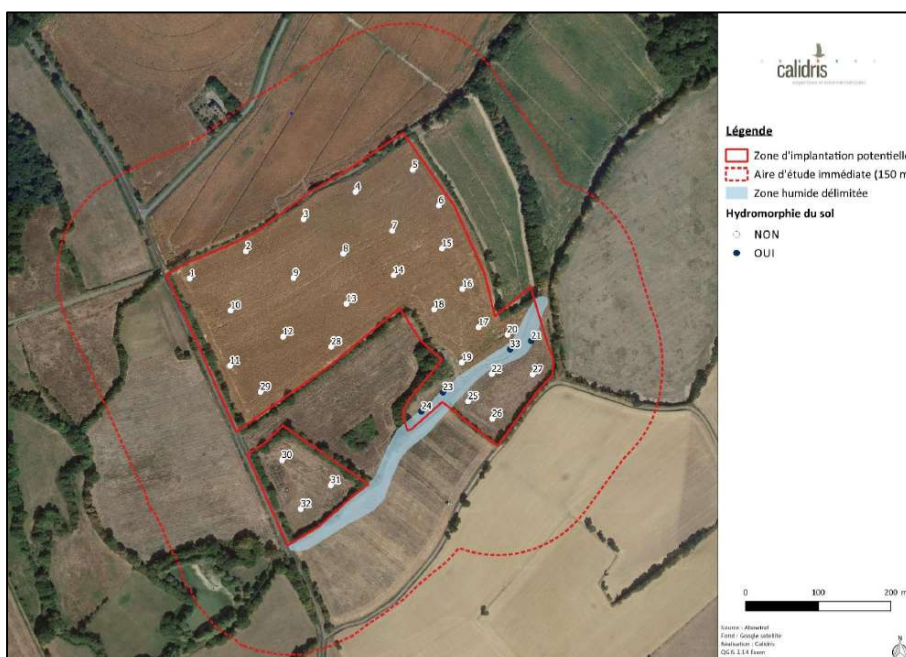 calidris
Légende
Zone d'implantation potentielle
Aire d'étude immédiate (150 m
Zone humide délimitée
Hydromorphie du sol
NON
OUI
5
4
6
3
7
2
15
8
1
9
14
16
13
10
18
17
20
12
21
28
33
19
11
22
27
29
23
25
24
26
30
31
32
0 100 200 m
Source : Abowind
Fond : Google satellite
Réalisation : Calidris
N